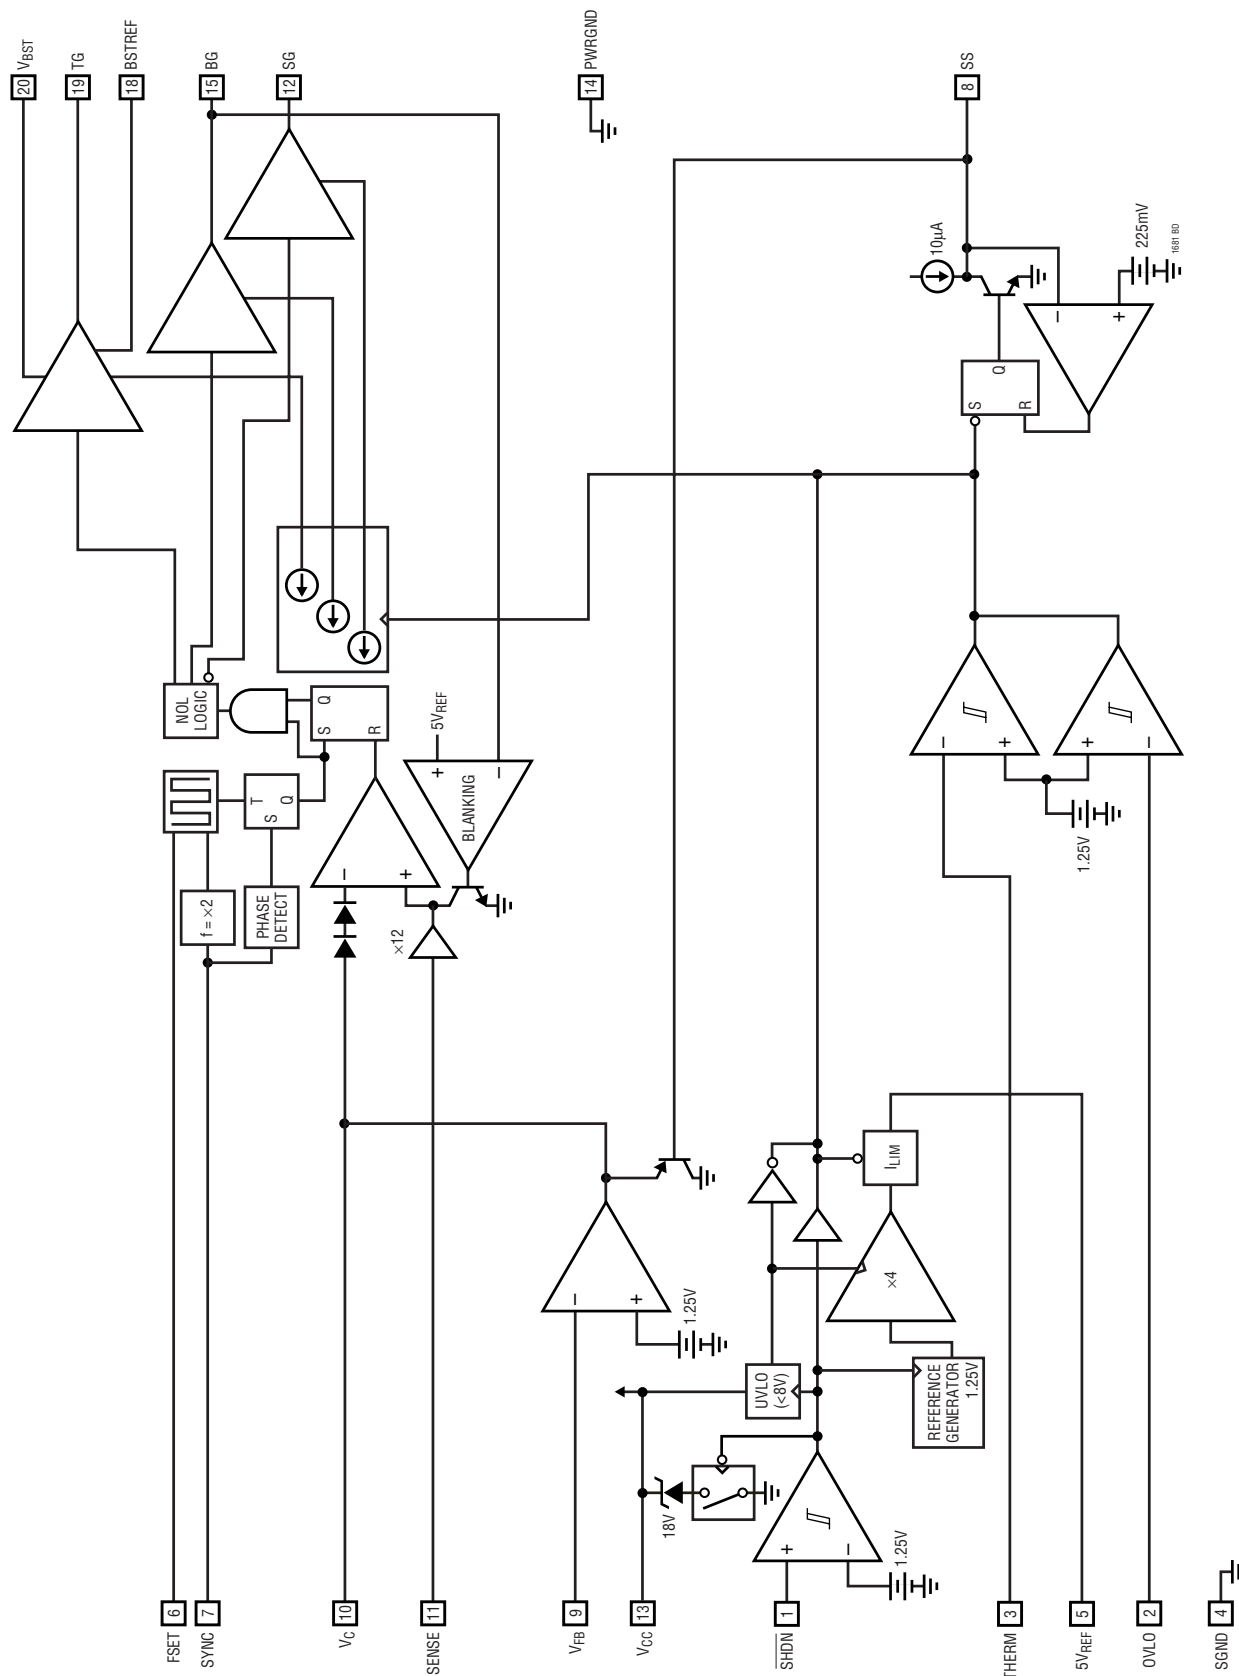 20 VBST
19 TG
18 BSTREF
15 BG
12 SG
14 PWRGND
8 SS
NOL
LOGIC
S
Q
R
S
T
Q
f = ×2
PHASE
DETECT
−
+
×12
5VREF
+
−
BLANKING
10µA
S
Q
R
−
+
225mV
1681 BD
−
+
+
−
1.25V
−
+
1.25V
UVLO
(<8V)
18V
+
−
1.25V
ILIM
×4
REFERENCE
GENERATOR
1.25V
FSET 6
SYNC 7
VC 10
SENSE 11
VFB 9
VCC 13
SHDN 1
THERM 3
5VREF 5
OVLO 2
SGND 4